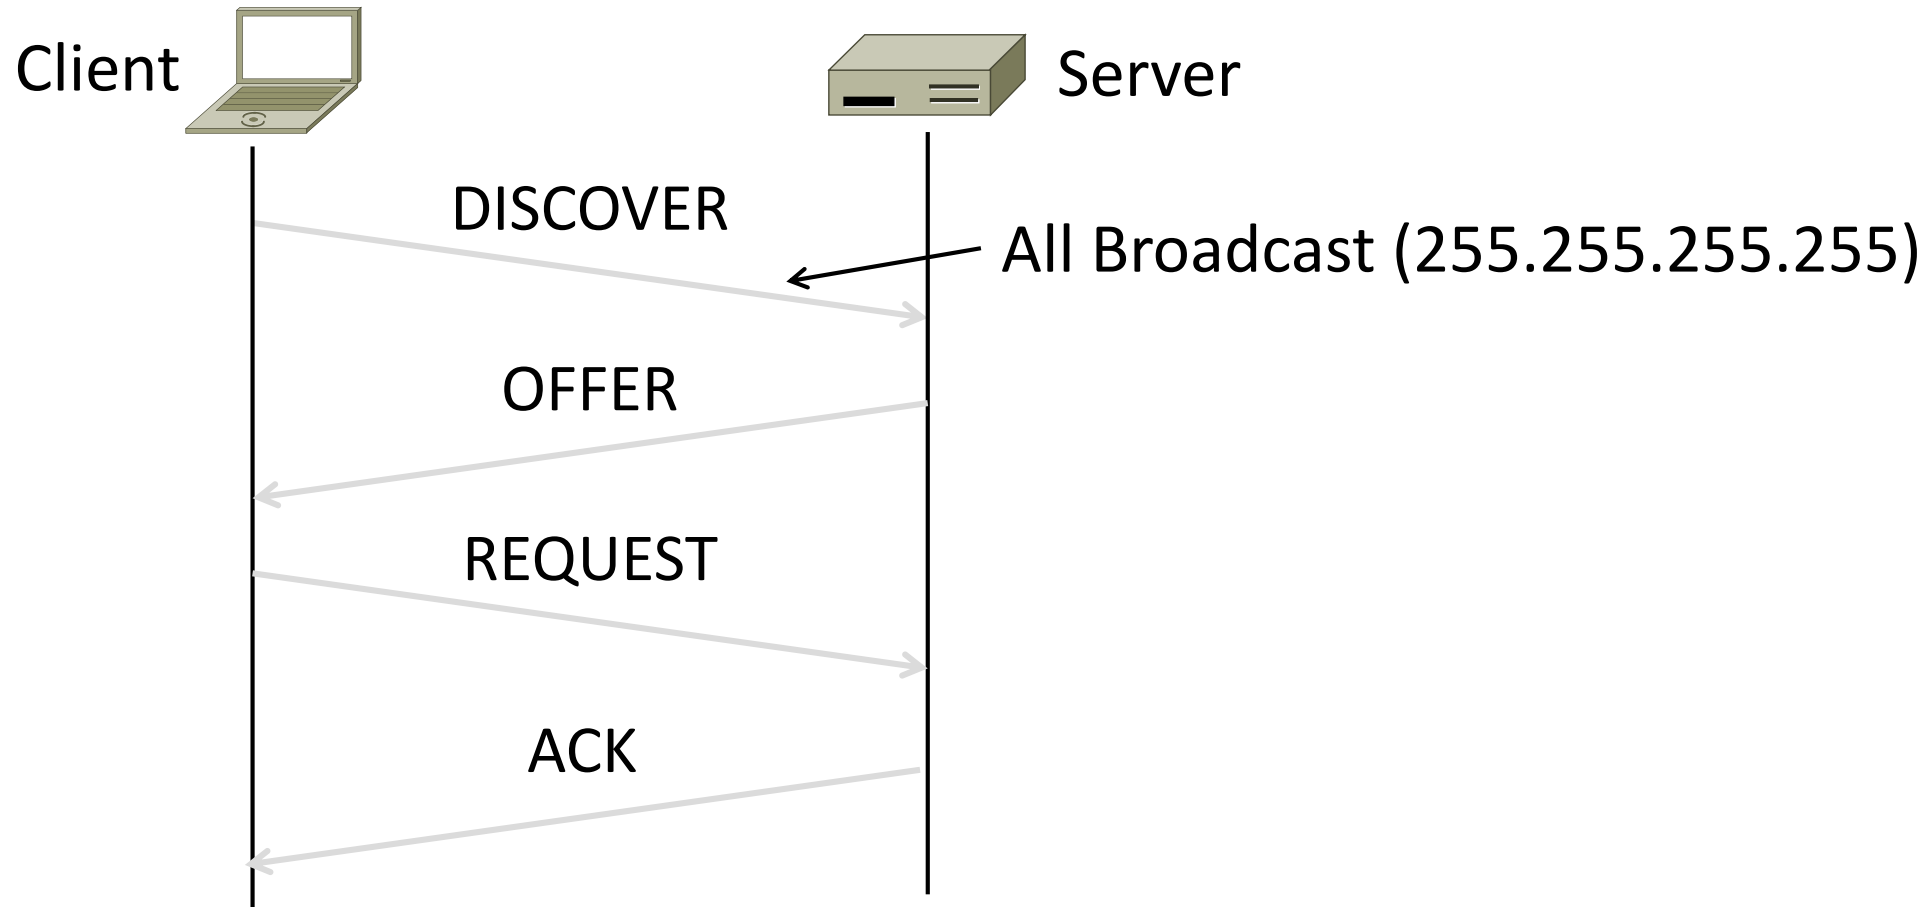 Client
Server
DISCOVER
All Broadcast (255.255.255.255)
OFFER
REQUEST
ACK